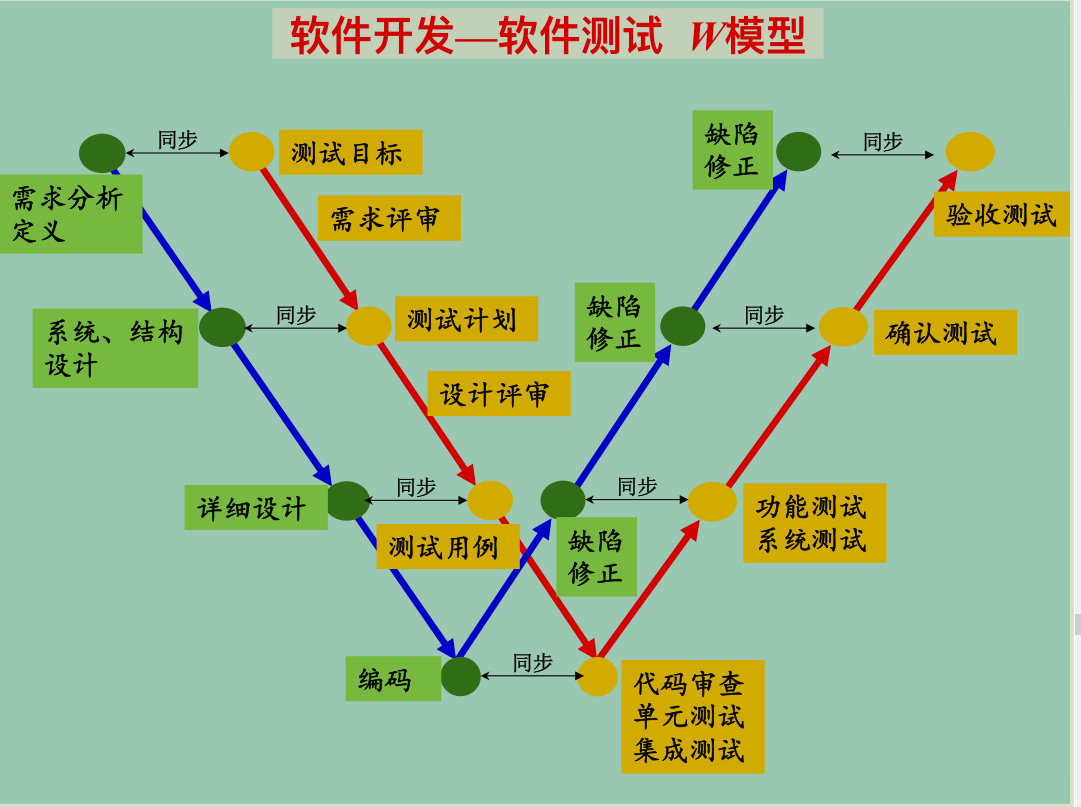 软件开发—软件测试 W模型
同步
测试目标
需求分析
定义
需求评审
缺陷
修正
同步
验收测试
系统、结构
设计
同步
测试计划
设计评审
缺陷
修正
同步
确认测试
详细设计
同步
测试用例
缺陷
修正
同步
功能测试
系统测试
编码
同步
代码审查
单元测试
集成测试